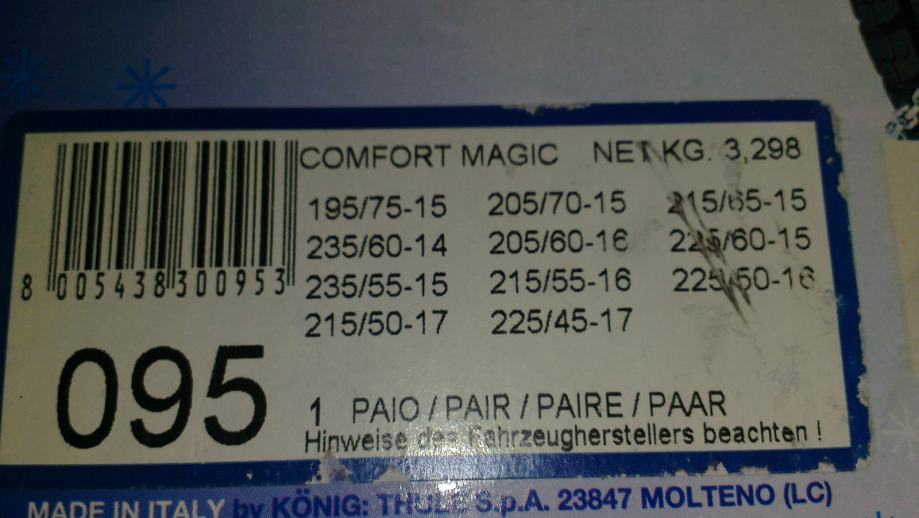 COMFORT MAGIC NET KG. 3,298
195/75-15 205/70-15 215/65-15
235/60-14 205/60-16 225/60-15
235/55-15 215/55-16 225/50-16
215/50-17 225/45-17
8 005438 300953
095
1 PAIO / PAIR / PAIRE / PAAR
Hinweise des Fahrzeugherstellers beachten !
MADE IN ITALY by KÖNIG: THULE S.p.A. 23847 MOLTENO (LC)